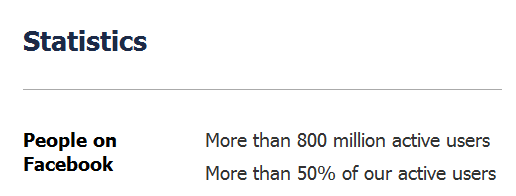 Statistics
People on Facebook
More than 800 million active users
More than 50% of our active users